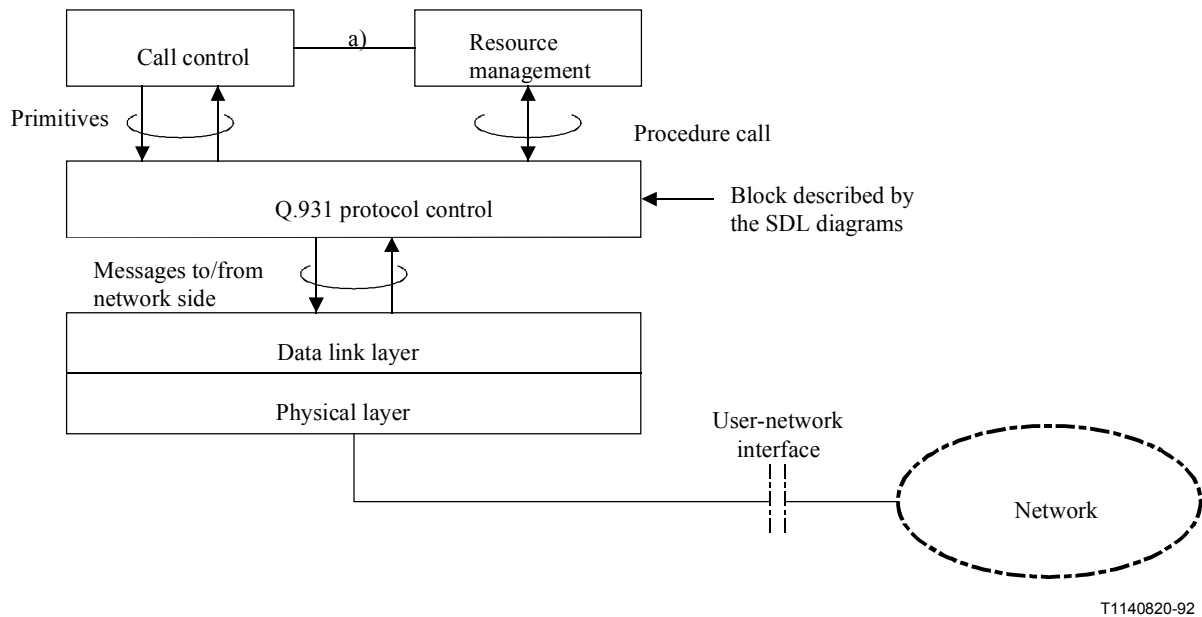 Call control
a)
Resource
management
Primitives
Procedure call
Q.931 protocol control
Block described by
the SDL diagrams
Messages to/from
network side
Data link layer
Physical layer
User-network
interface
Network
T1140820-92